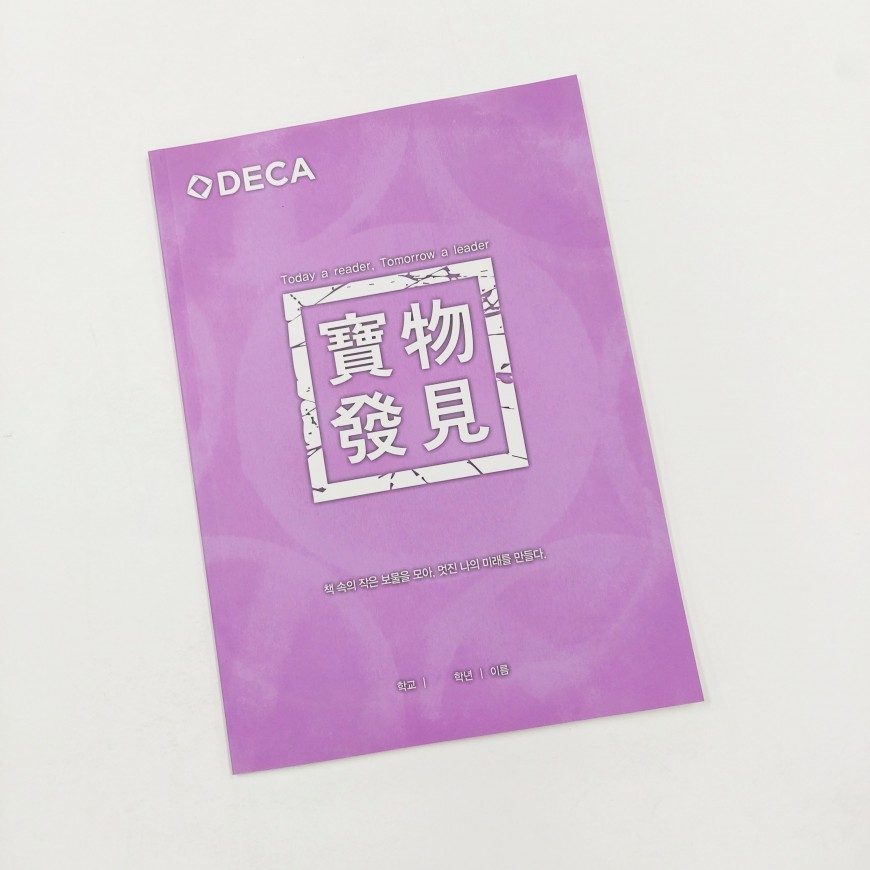 DECA
Today a reader, Tomorrow a leader
寶物
發見
책 속의 작은 보물을 모아, 멋진 나의 미래를 만들다.
학교 | 학년 | 이름